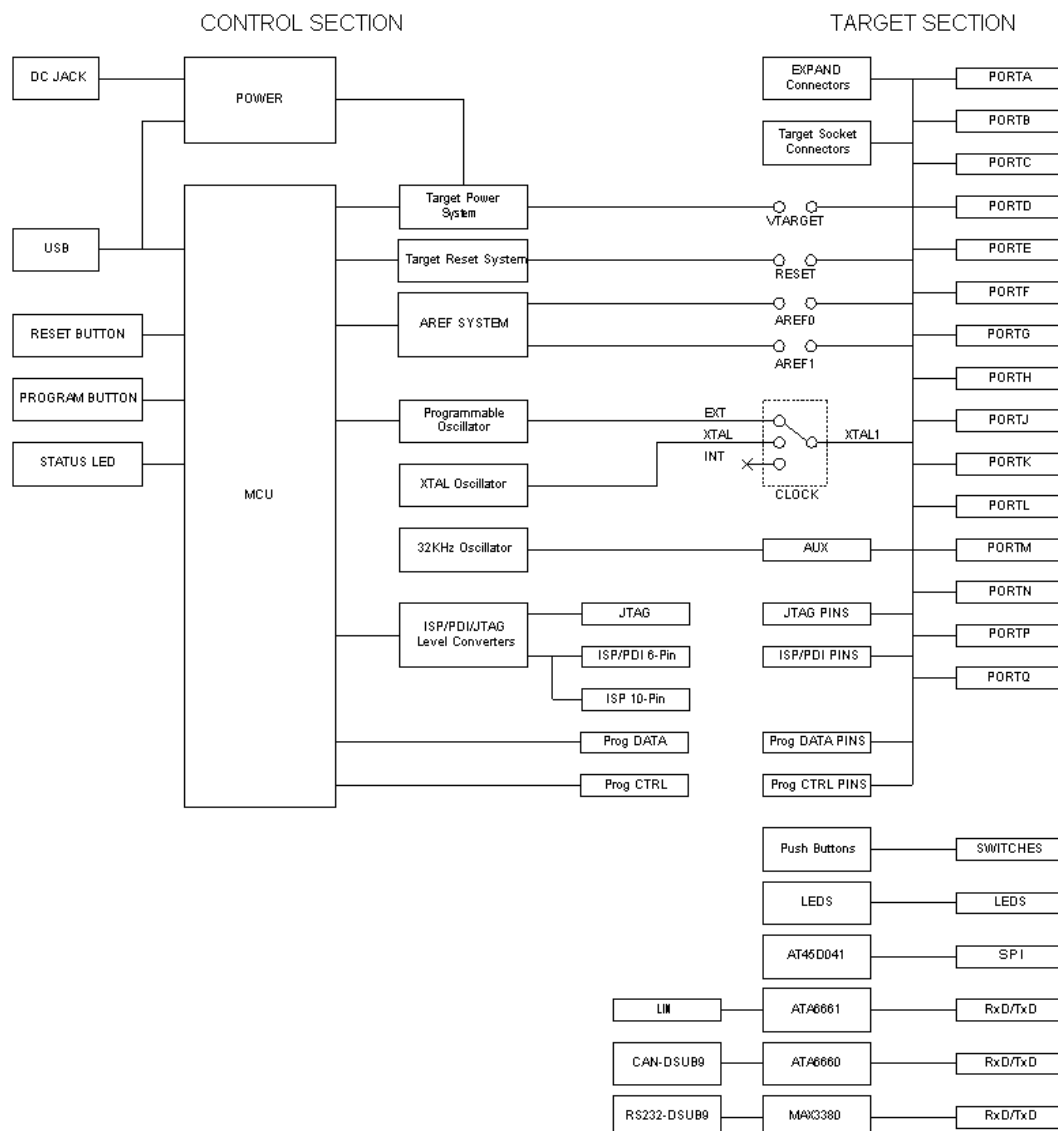 CONTROL SECTION
TARGET SECTION
DC JACK
POWER
EXPAND
Connectors
PORTA
PORTB
Target Socket
Connectors
PORTC
Target Power
System
VTARGET
PORTD
USB
Target Reset System
RESET
PORTE
AREF SYSTEM
AREF0
PORTF
RESET BUTTON
AREF1
PORTG
PORTH
PROGRAM BUTTON
Programmable
Oscillator
EXT
XTAL
INT
XTAL1
CLOCK
PORTJ
STATUS LED
MCU
XTAL Oscillator
PORTK
PORTL
32KHz Oscillator
AUX
PORTM
PORTN
ISP/PDI/JTAG
Level Converters
JTAG
JTAG PINS
PORTP
ISP/PDI 6-Pin
ISP/PDI PINS
PORTQ
ISP 10-Pin
Prog DATA
Prog DATA PINS
Prog CTRL
Prog CTRL PINS
Push Buttons
SWITCHES
LEDS
LEDS
AT45D041
SPI
LIN
ATA6661
RxD/TxD
CAN-DSUB9
ATA6660
RxD/TxD
RS232-DSUB9
MAX3380
RxD/TxD